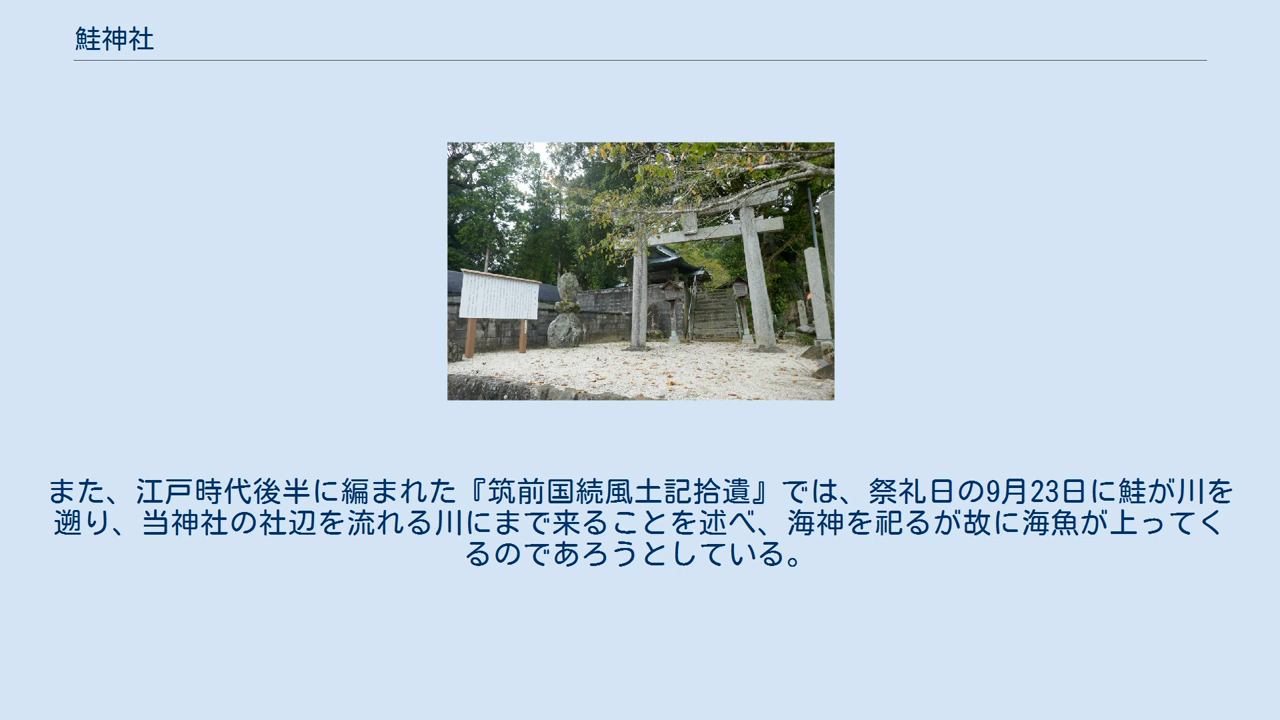 鮭神社
また、江戸時代後半に編まれた『筑前国続風土記拾遺』では、祭礼日の9月23日に鮭が川を
遡り、当神社の社辺を流れる川にまで来ることを述べ、海神を祀るが故に海魚が上ってく
るのであろうとしている。